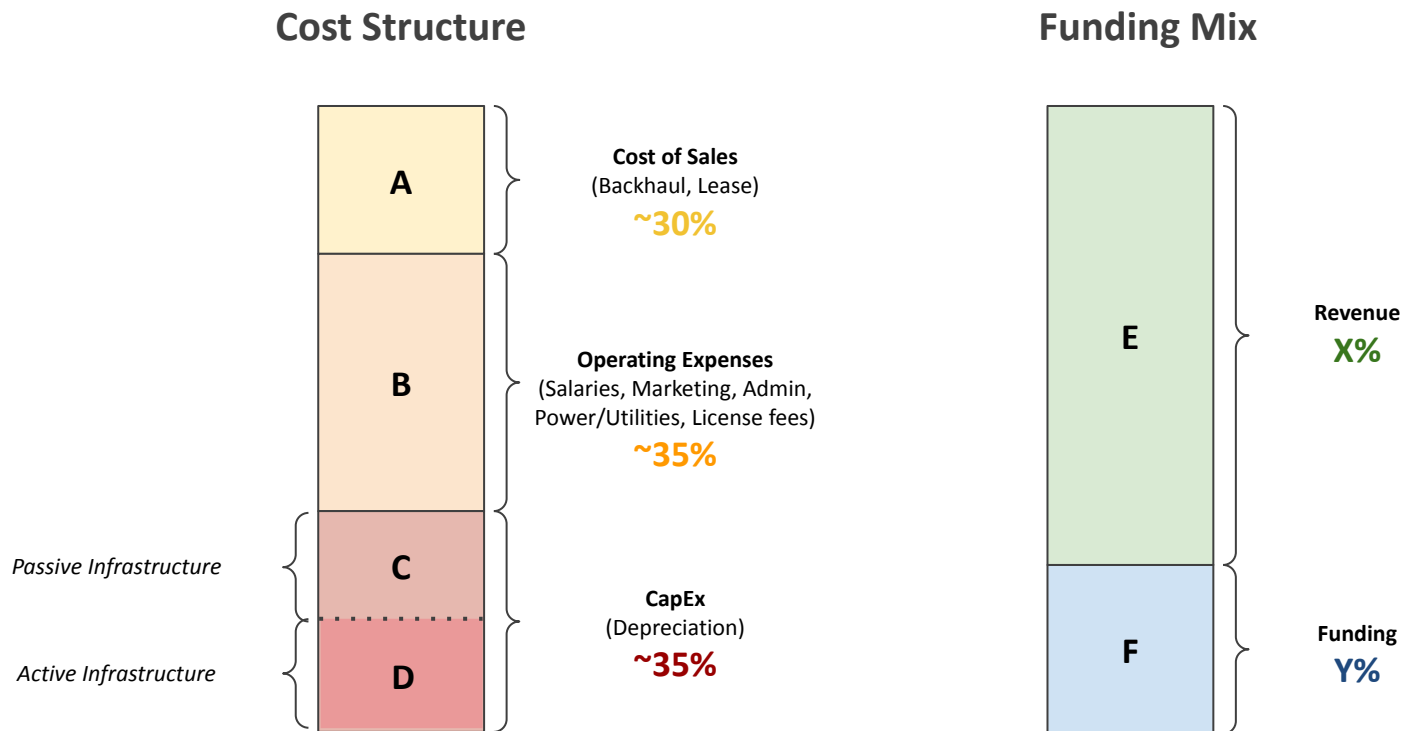 Cost Structure
Funding Mix
A
Cost of Sales
(Backhaul, Lease)
~30%
B
Operating Expenses
(Salaries, Marketing, Admin,
Power/Utilities, License fees)
~35%
Passive Infrastructure
C
Active Infrastructure
D
CapEx
(Depreciation)
~35%
E
Revenue
X%
F
Funding
Y%